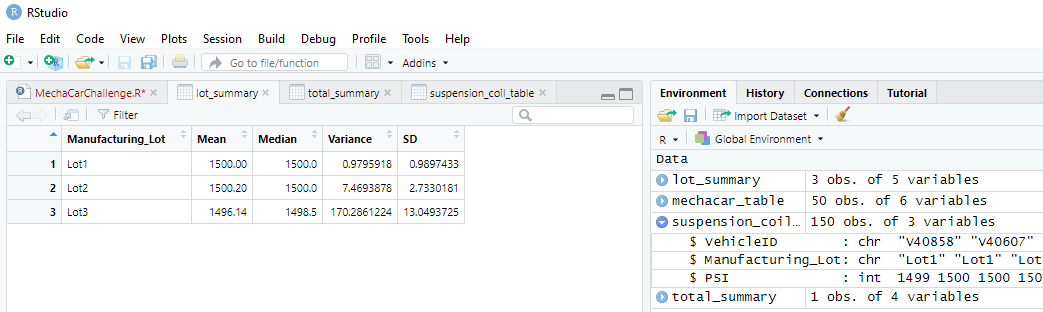 RStudio
File Edit Code View Plots Session Build Debug Profile Tools Help
Go to file/function Addins
MechaCarChallenge.R* lot_summary total_summary suspension_coil_table
Filter
Manufacturing_Lot Mean Median Variance SD
1 Lot1 1500.00 1500.0 0.9795918 0.9897433
2 Lot2 1500.20 1500.0 7.4693878 2.7330181
3 Lot3 1496.14 1498.5 170.2861224 13.0493725
Environment History Connections Tutorial
Import Dataset
R Global Environment
Data
lot_summary 3 obs. of 5 variables
mechacar_table 50 obs. of 6 variables
suspension_coil… 150 obs. of 3 variables
$ VehicleID : chr "V40858" "V40607"
$ Manufacturing_Lot: chr "Lot1" "Lot1" "Lot
$ PSI : int 1499 1500 1500 150
total_summary 1 obs. of 4 variables